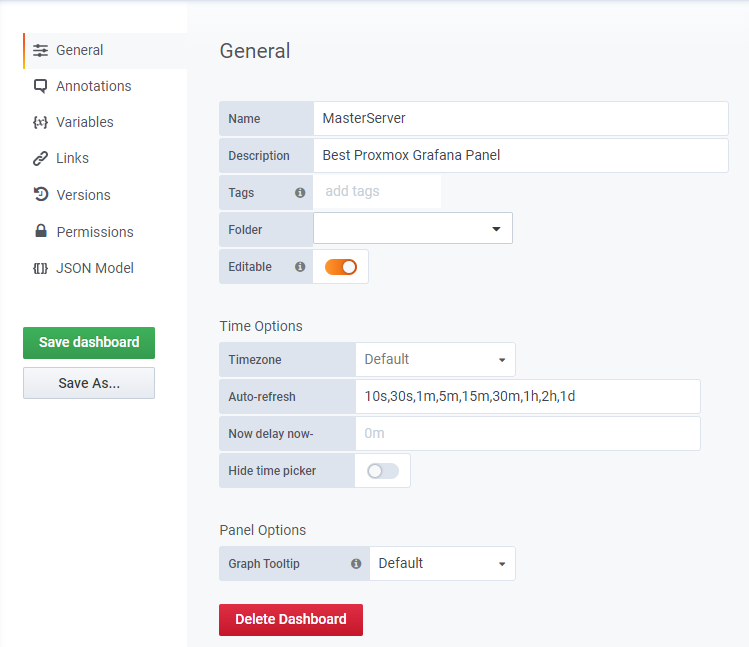 General
Annotations
Variables
Links
Versions
Permissions
JSON Model
Save dashboard
Save As...
General
Name MasterServer
Description Best Proxmox Grafana Panel
Tags add tags
Folder
Editable
Time Options
Timezone Default
Auto-refresh 10s,30s,1m,5m,15m,30m,1h,2h,1d
Now delay now- 0m
Hide time picker
Panel Options
Graph Tooltip Default
Delete Dashboard